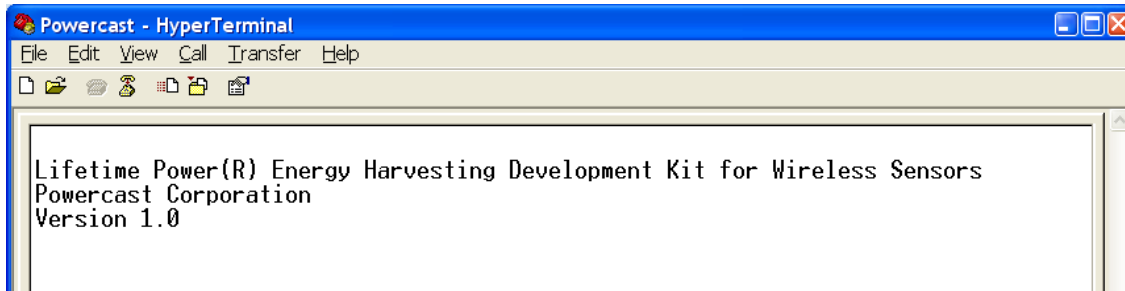 Powercast - HyperTerminal
File Edit View Call Transfer Help
Lifetime Power(R) Energy Harvesting Development Kit for Wireless Sensors
Powercast Corporation
Version 1.0